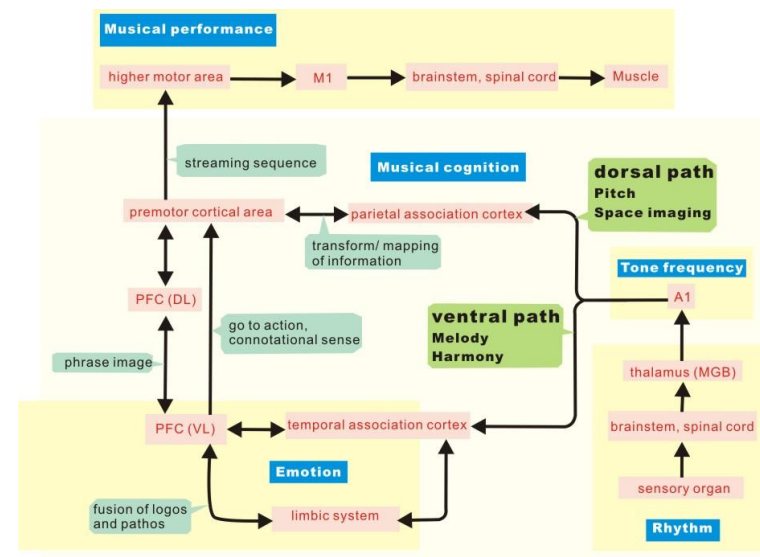 Musical performance
higher motor area
M1
brainstem, spinal cord
Muscle
streaming sequence
Musical cognition
dorsal path
Pitch
Space imaging
premotor cortical area
parietal association cortex
transform/ mapping
of information
Tone frequency
PFC (DL)
A1
ventral path
Melody
Harmony
go to action,
connotational sense
phrase image
thalamus (MGB)
PFC (VL)
temporal association cortex
brainstem, spinal cord
Emotion
sensory organ
fusion of logos
and pathos
limbic system
Rhythm